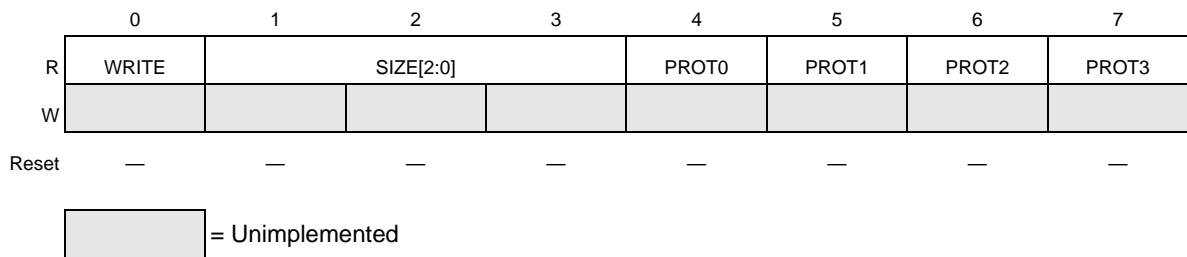 0 1 2 3 4 5 6 7
R WRITE SIZE[2:0] PROT0 PROT1 PROT2 PROT3
W
Reset — — — — — — — —
= Unimplemented